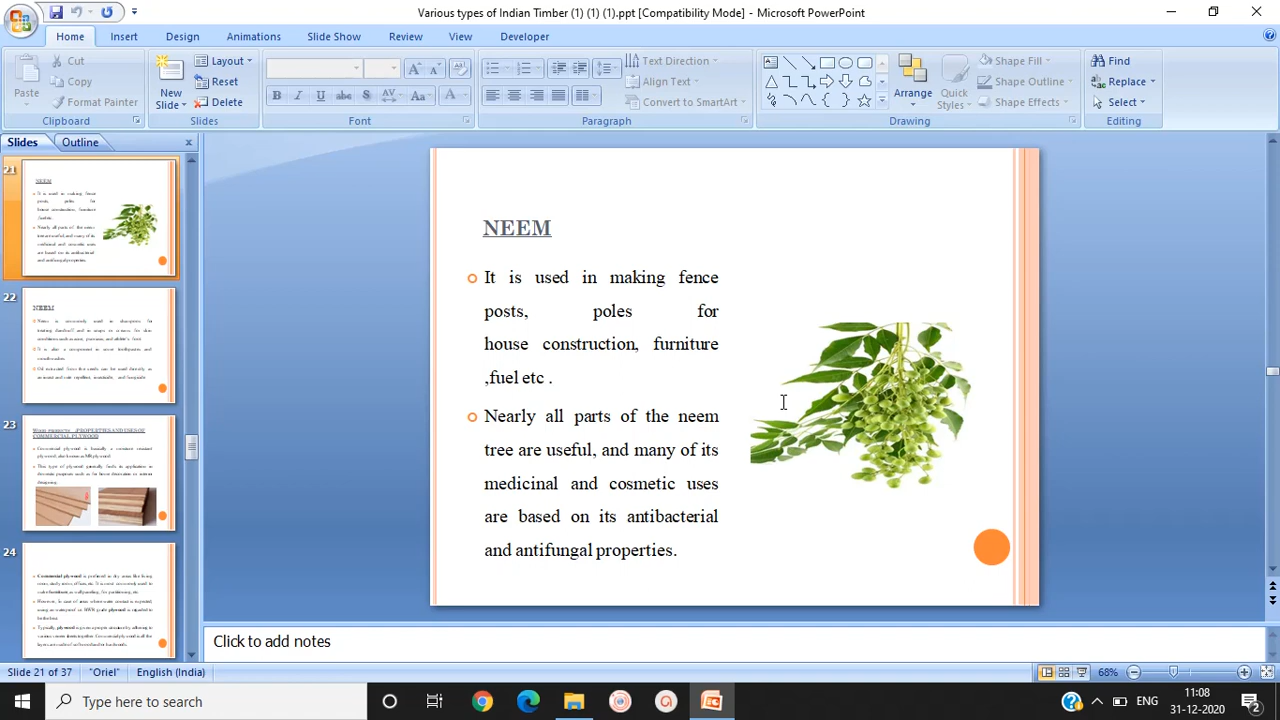 Various types of Indian Timber (1) (1) (1).ppt [Compatibility Mode] - Microsoft PowerPoint
Home Insert Design Animations Slide Show Review View Developer
Paste Cut Copy Format Painter
Clipboard
New Slide Layout Reset Delete
Slides
B I U abc S AV Aa A
Font
Text Direction
Align Text
Convert to SmartArt
Paragraph
Arrange Quick Styles Shape Fill Shape Outline Shape Effects
Drawing
Find
Replace
Select
Editing
Slides Outline
21
NEEM
22
NEEM
23
24
NEEM
It is used in making fence
posts, poles for
house construction, furniture
,fuel etc .
Nearly all parts of the neem
tree are useful, and many of its
medicinal and cosmetic uses
are based on its antibacterial
and antifungal properties.
Click to add notes
Slide 21 of 37 "Oriel" English (India) 68%
Type here to search
ENG
11:08
31-12-2020
2